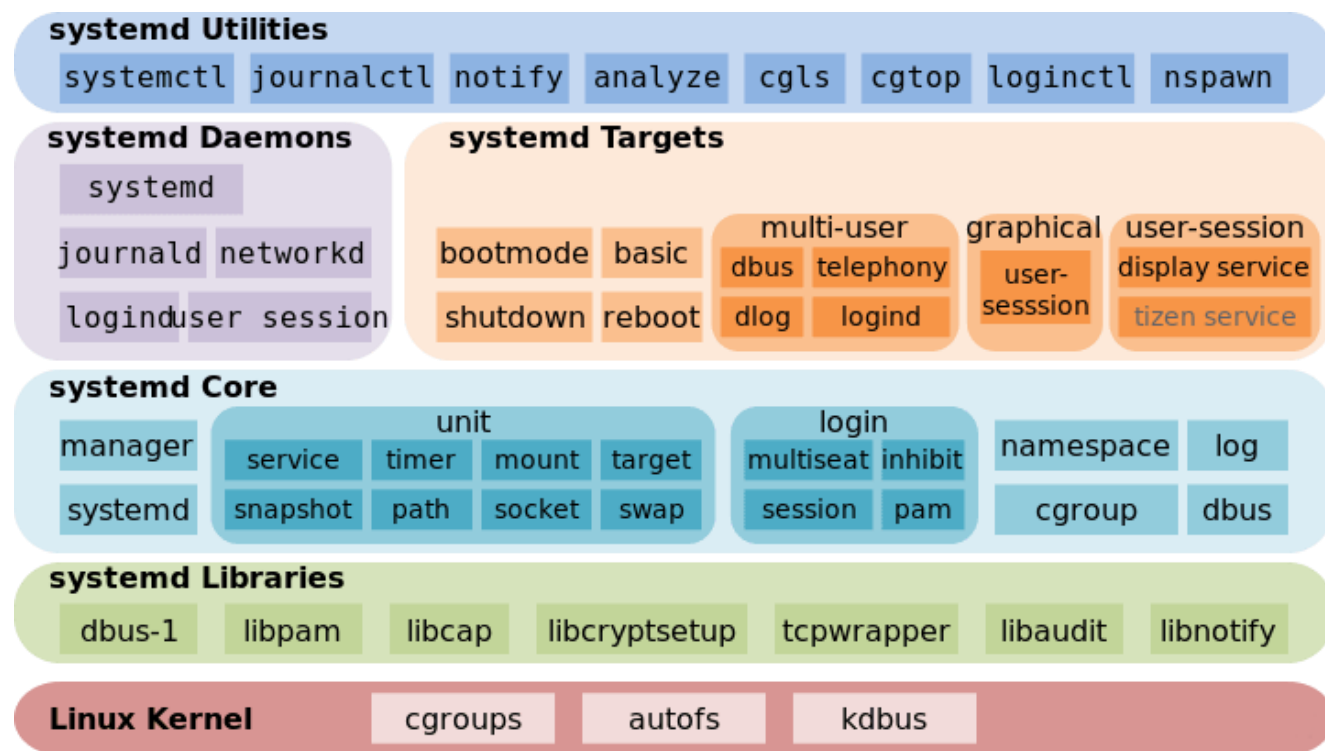 systemd Utilities
systemctl journalctl notify analyze cgls cgtop loginctl nspawn
systemd Daemons
systemd
journald networkd
logind user session
systemd Targets
bootmode basic
shutdown reboot
multi-user
dbus telephony
dlog logind
graphical
user-
sesssion
user-session
display service
tizen service
systemd Core
manager
systemd
unit
service timer mount target
snapshot path socket swap
login
multiseat inhibit
session pam
namespace log
cgroup dbus
systemd Libraries
dbus-1 libpam libcap libcryptsetup tcpwrapper libaudit libnotify
Linux Kernel cgroups autofs kdbus